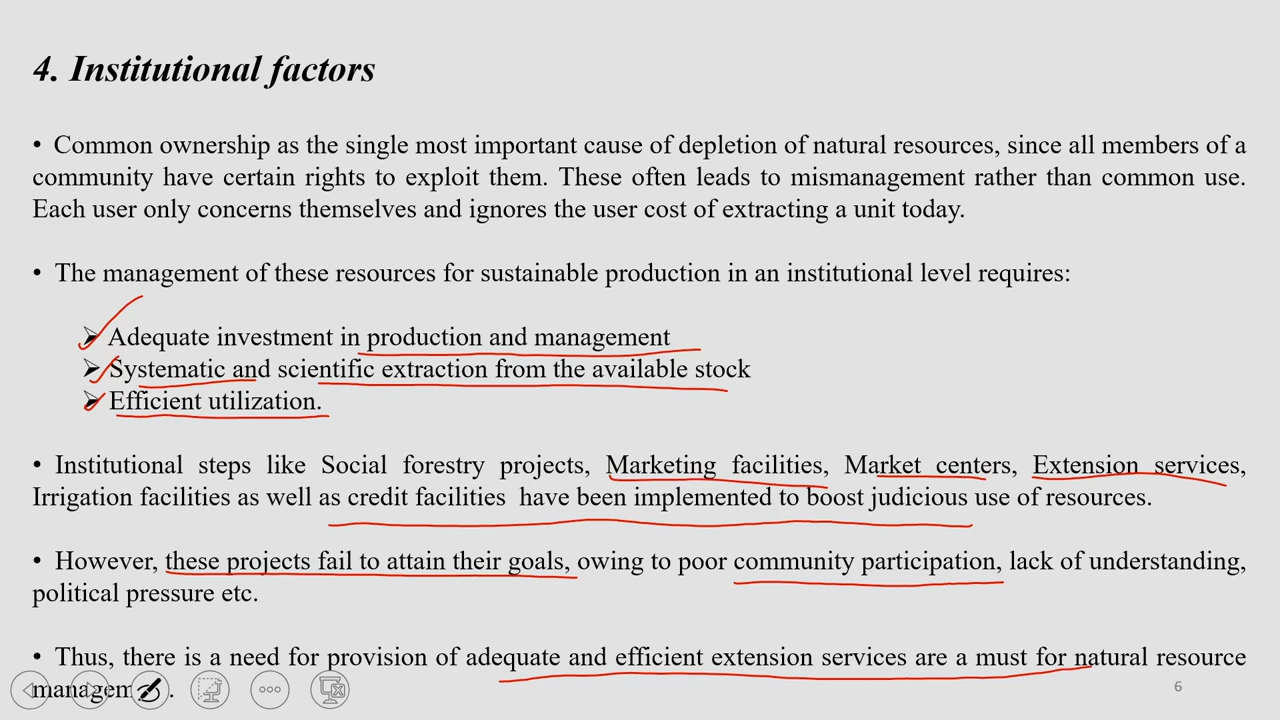 4. Institutional factors
• Common ownership as the single most important cause of depletion of natural resources, since all members of a
community have certain rights to exploit them. These often leads to mismanagement rather than common use.
Each user only concerns themselves and ignores the user cost of extracting a unit today.
• The management of these resources for sustainable production in an institutional level requires:
➢ Adequate investment in production and management
➢ Systematic and scientific extraction from the available stock
➢ Efficient utilization.
• Institutional steps like Social forestry projects, Marketing facilities, Market centers, Extension services,
Irrigation facilities as well as credit facilities have been implemented to boost judicious use of resources.
• However, these projects fail to attain their goals, owing to poor community participation, lack of understanding,
political pressure etc.
• Thus, there is a need for provision of adequate and efficient extension services are a must for natural resource
6